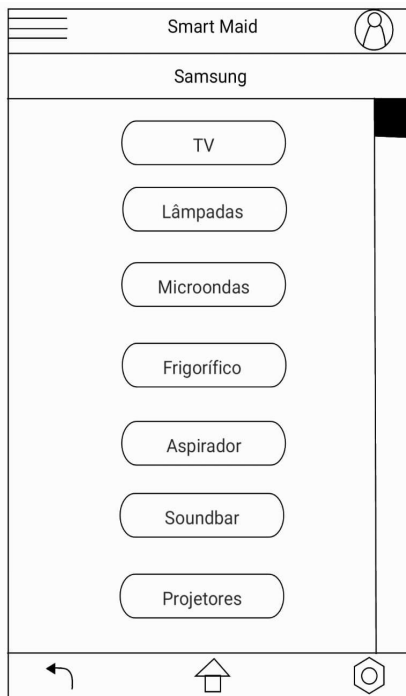 Smart Maid
Samsung
TV
Lâmpadas
Microondas
Frigorífico
Aspirador
Soundbar
Projetores